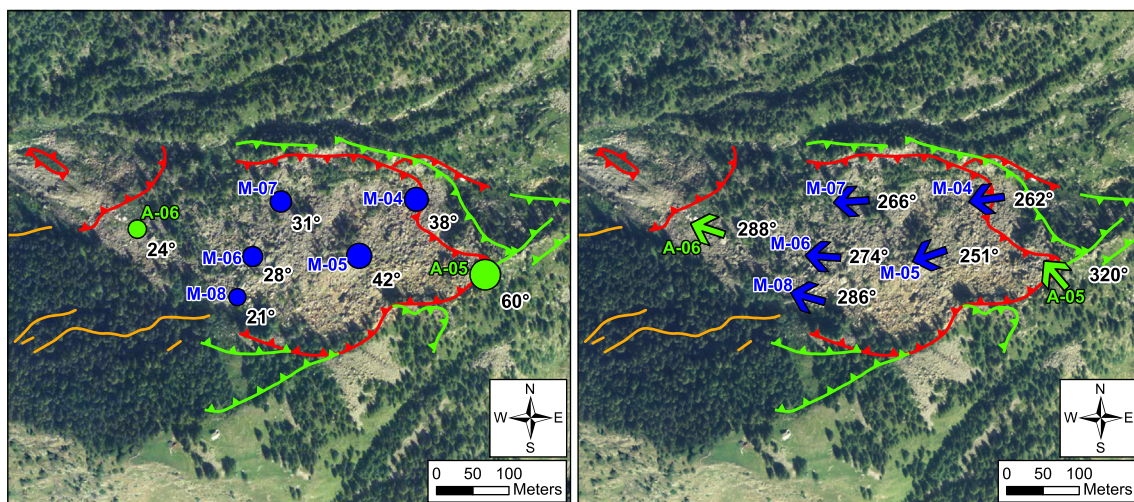 M-07
31°
M-04
38°
A-06
24°
M-06
28°
M-05
42°
A-05
60°
M-08
21°
N
W E
S
0 50 100
Meters
M-07
266°
M-04
262°
A-06
288°
M-06
274°
M-05
251°
A-05
320°
M-08
286°
N
W E
S
0 50 100
Meters